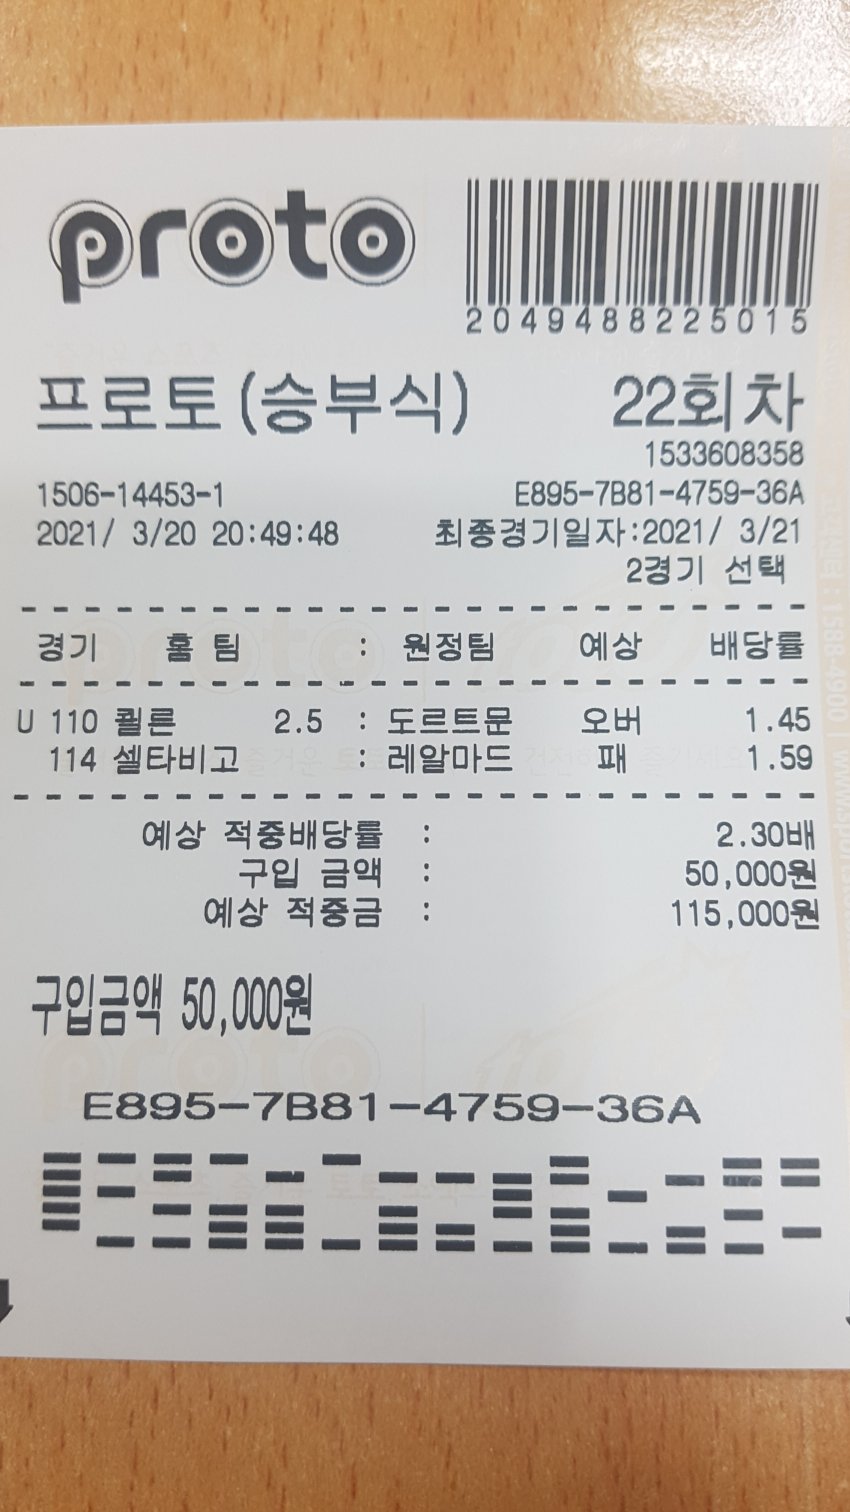 proto
2049488225015
프로토(승부식) 22회차
1533608358
1506-14453-1 E895-7B81-4759-36A
2021/ 3/20 20:49:48 최종경기일자:2021/ 3/21
2경기 선택
경기 홈 팀 : 원정팀 예상 배당률
U 110 쾰른 2.5 : 도르트문 오버 1.45
114 셀타비고 : 레알마드 패 1.59
예상 적중배당률 : 2.30배
구입 금액 : 50,000원
예상 적중금 : 115,000원
구입금액 50,000원
E895-7B81-4759-36A